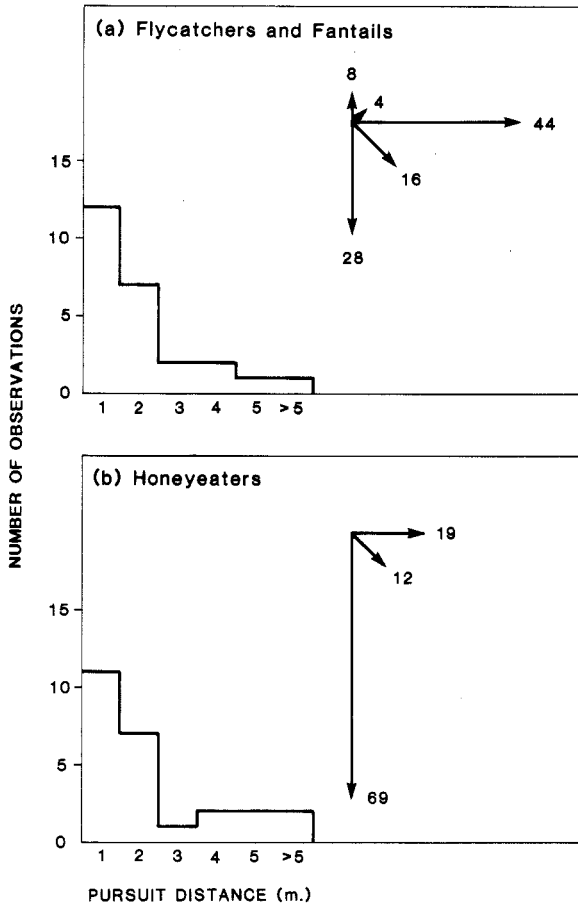 (a) Flycatchers and Fantails
8
4
44
16
28
15
10
5
0
1 2 3 4 5 >5
NUMBER OF OBSERVATIONS
(b) Honeyeaters
19
12
69
15
10
5
0
1 2 3 4 5 >5
PURSUIT DISTANCE (m.)